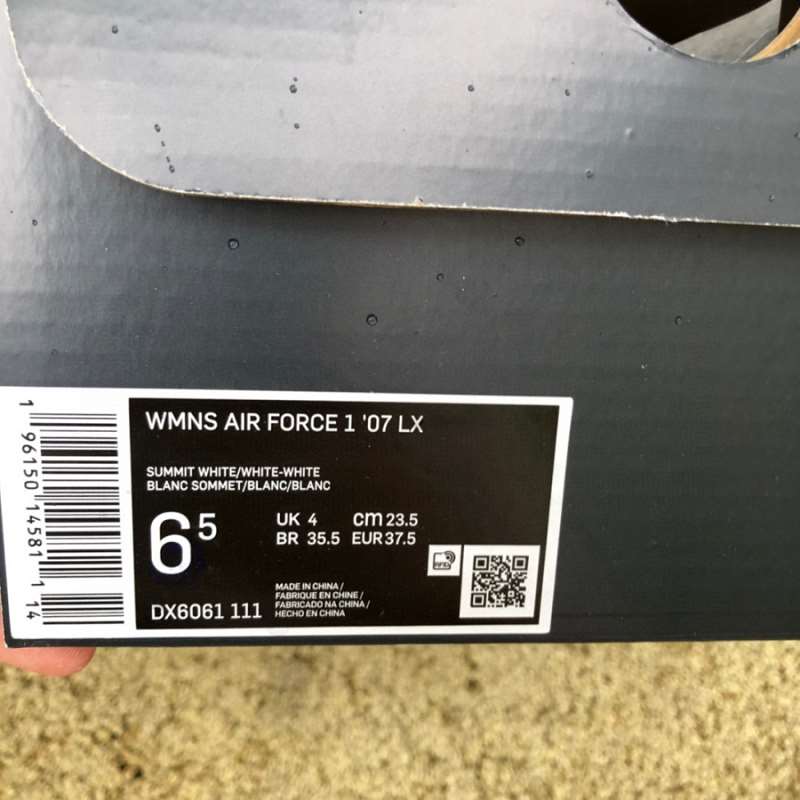 WMNS AIR FORCE 1 '07 LX
SUMMIT WHITE/WHITE-WHITE
BLANC SOMMET/BLANC/BLANC
6 5
UK 4 cm 23.5
BR 35.5 EUR 37.5
MADE IN CHINA /
FABRIQUE EN CHINE /
FABRICADO NA CHINA /
HECHO EN CHINA
DX6061 111
RFID
1 96150 14581 1 14